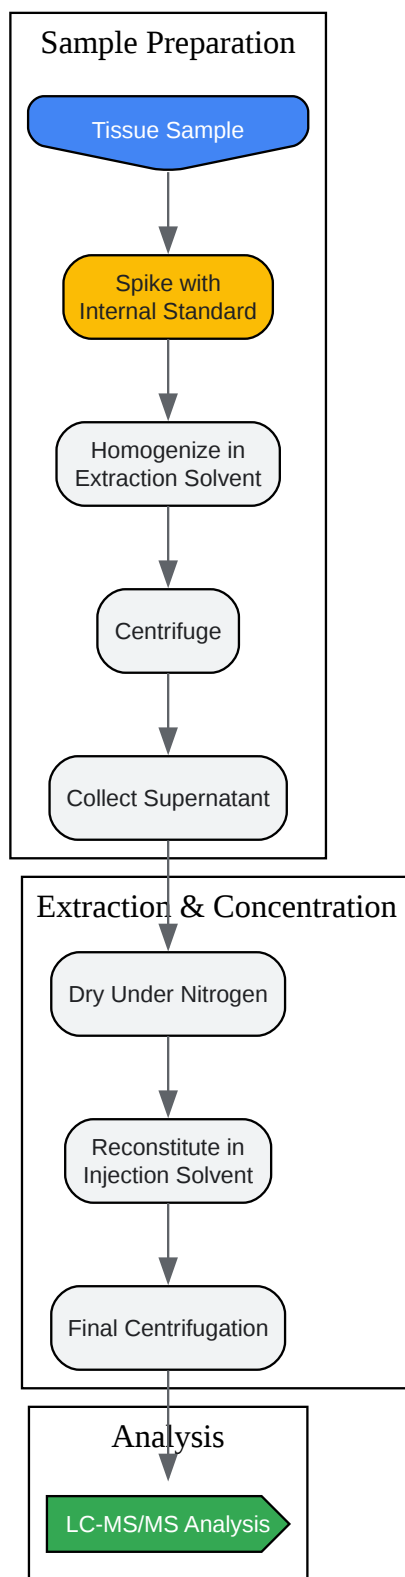 Sample Preparation
Tissue Sample
Spike with
Internal Standard
Homogenize in
Extraction Solvent
Centrifuge
Collect Supernatant
Extraction & Concentration
Dry Under Nitrogen
Reconstitute in
Injection Solvent
Final Centrifugation
Analysis
LC-MS/MS Analysis